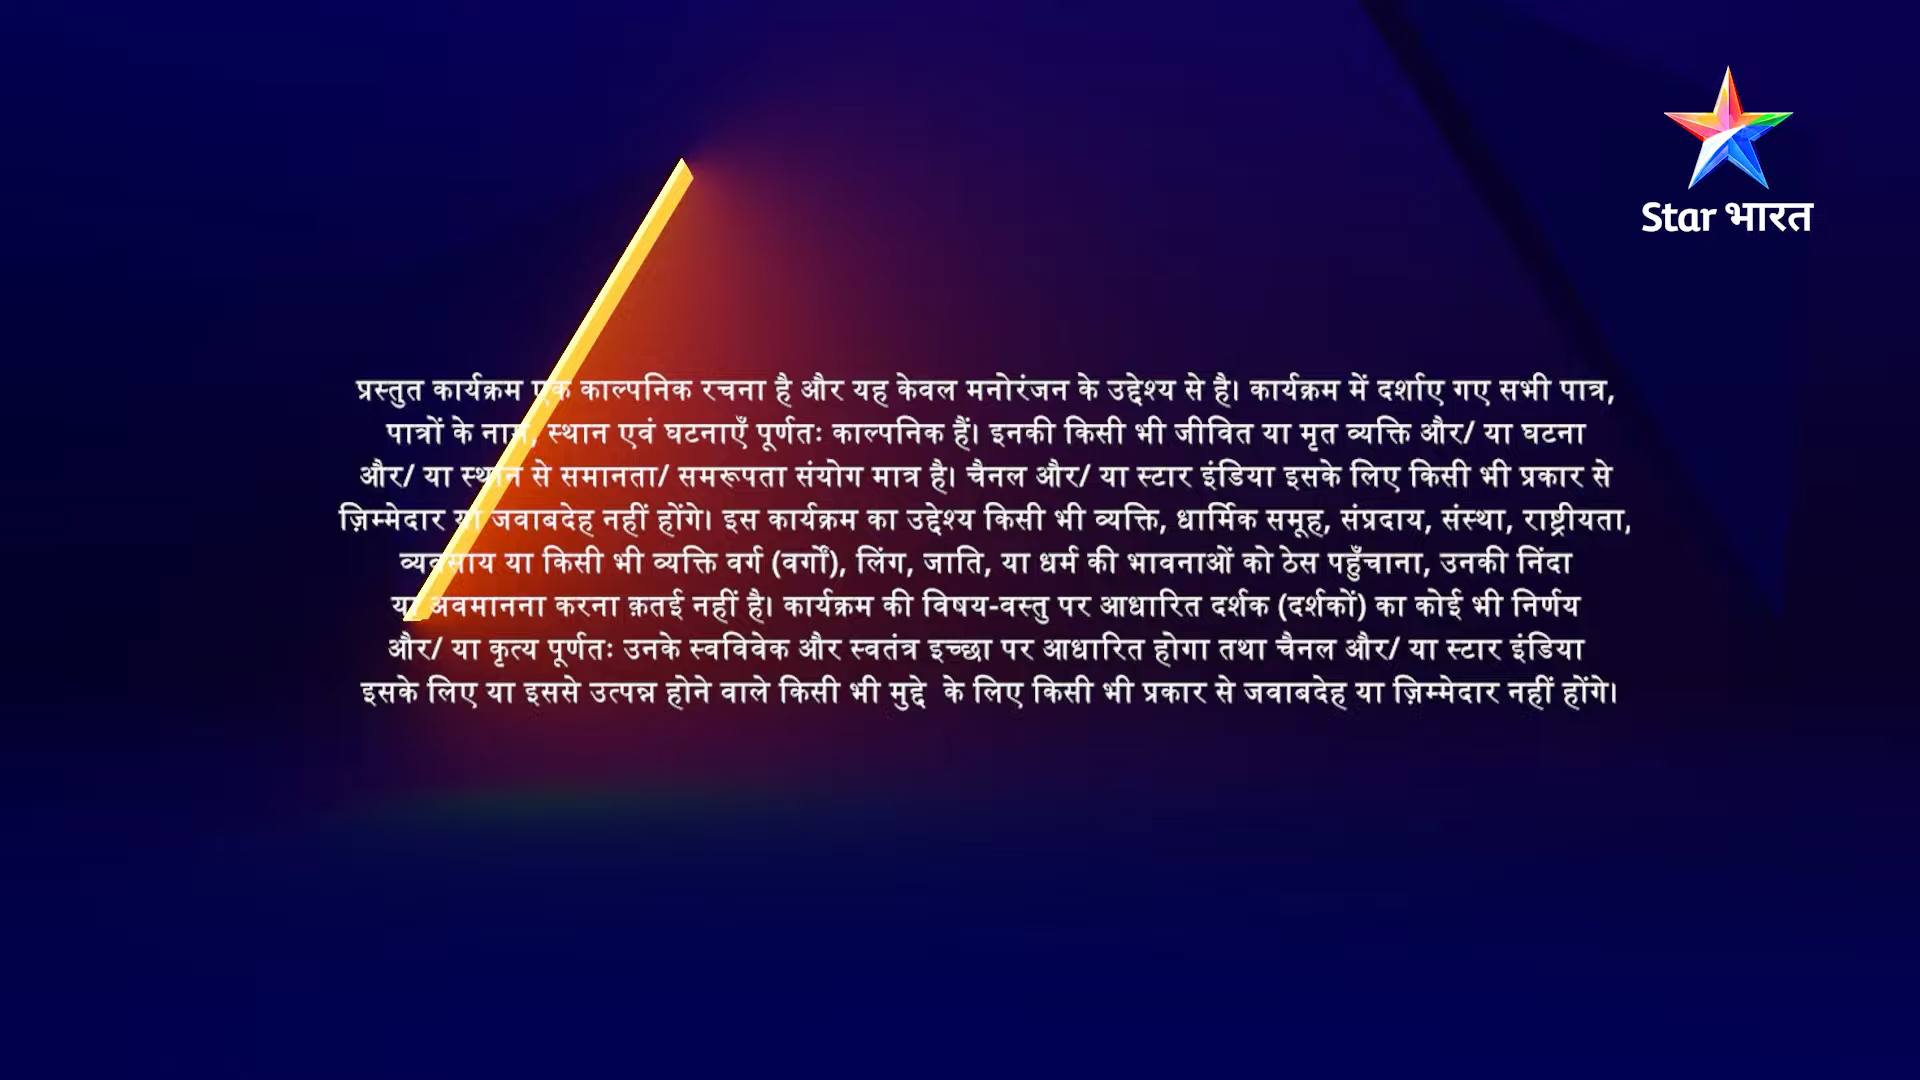 Star भारत
प्रस्तुत कार्यक्रम एक काल्पनिक रचना है और यह केवल मनोरंजन के उद्देश्य से है। कार्यक्रम में दर्शाए गए सभी पात्र,
पात्रों के नाम, स्थान एवं घटनाएँ पूर्णतः काल्पनिक हैं। इनकी किसी भी जीवित या मृत व्यक्ति और/ या घटना
और/ या स्थान से समानता/ समरूपता संयोग मात्र है। चैनल और/ या स्टार इंडिया इसके लिए किसी भी प्रकार से
ज़िम्मेदार या जवाबदेह नहीं होंगे। इस कार्यक्रम का उद्देश्य किसी भी व्यक्ति, धार्मिक समूह, संप्रदाय, संस्था, राष्ट्रीयता,
व्यवसाय या किसी भी व्यक्ति वर्ग (वर्गों), लिंग, जाति, या धर्म की भावनाओं को ठेस पहुँचाना, उनकी निंदा
या अवमानना करना क़तई नहीं है। कार्यक्रम की विषय-वस्तु पर आधारित दर्शक (दर्शकों) का कोई भी निर्णय
और/ या कृत्य पूर्णतः उनके स्वविवेक और स्वतंत्र इच्छा पर आधारित होगा तथा चैनल और/ या स्टार इंडिया
इसके लिए या इससे उत्पन्न होने वाले किसी भी मुद्दे के लिए किसी भी प्रकार से जवाबदेह या ज़िम्मेदार नहीं होंगे।